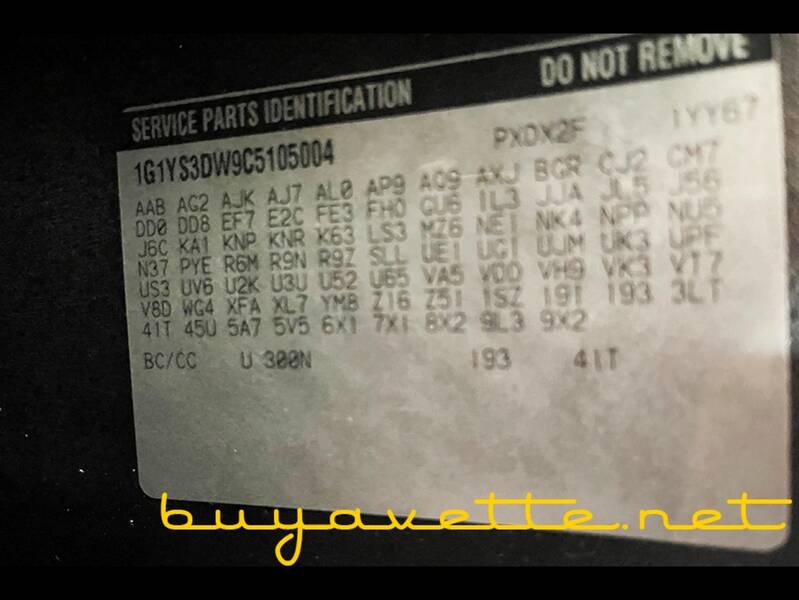 SERVICE PARTS IDENTIFICATION DO NOT REMOVE
1G1YS3DW9C5105004 PXDX2F 1YY67
AAB AG2 AJK AJ7 AL0 AP9 AQ9 AXJ BGR CJ2 CM7
DD0 DD8 EF7 E2C FE3 FH0 GU6 IL3 JJA JL5 J56
J6C KA1 KNP KNR K63 LS3 MZ6 NE1 NK4 NPP NU5
N37 PYE R6M R9N R9Z SLL UE1 UG1 UJM UK3 UPF
US3 UV6 U2K U3U U52 U65 VA5 VDD VH9 VK3 VT7
V8D WG4 XFA XL7 YM8 Z16 Z51 1SZ 19I 193 3LT
41T 45U 5A7 5V5 6X1 7X1 8X2 9L3 9X2
BC/CC U 300N 193 41T
buyavette.net